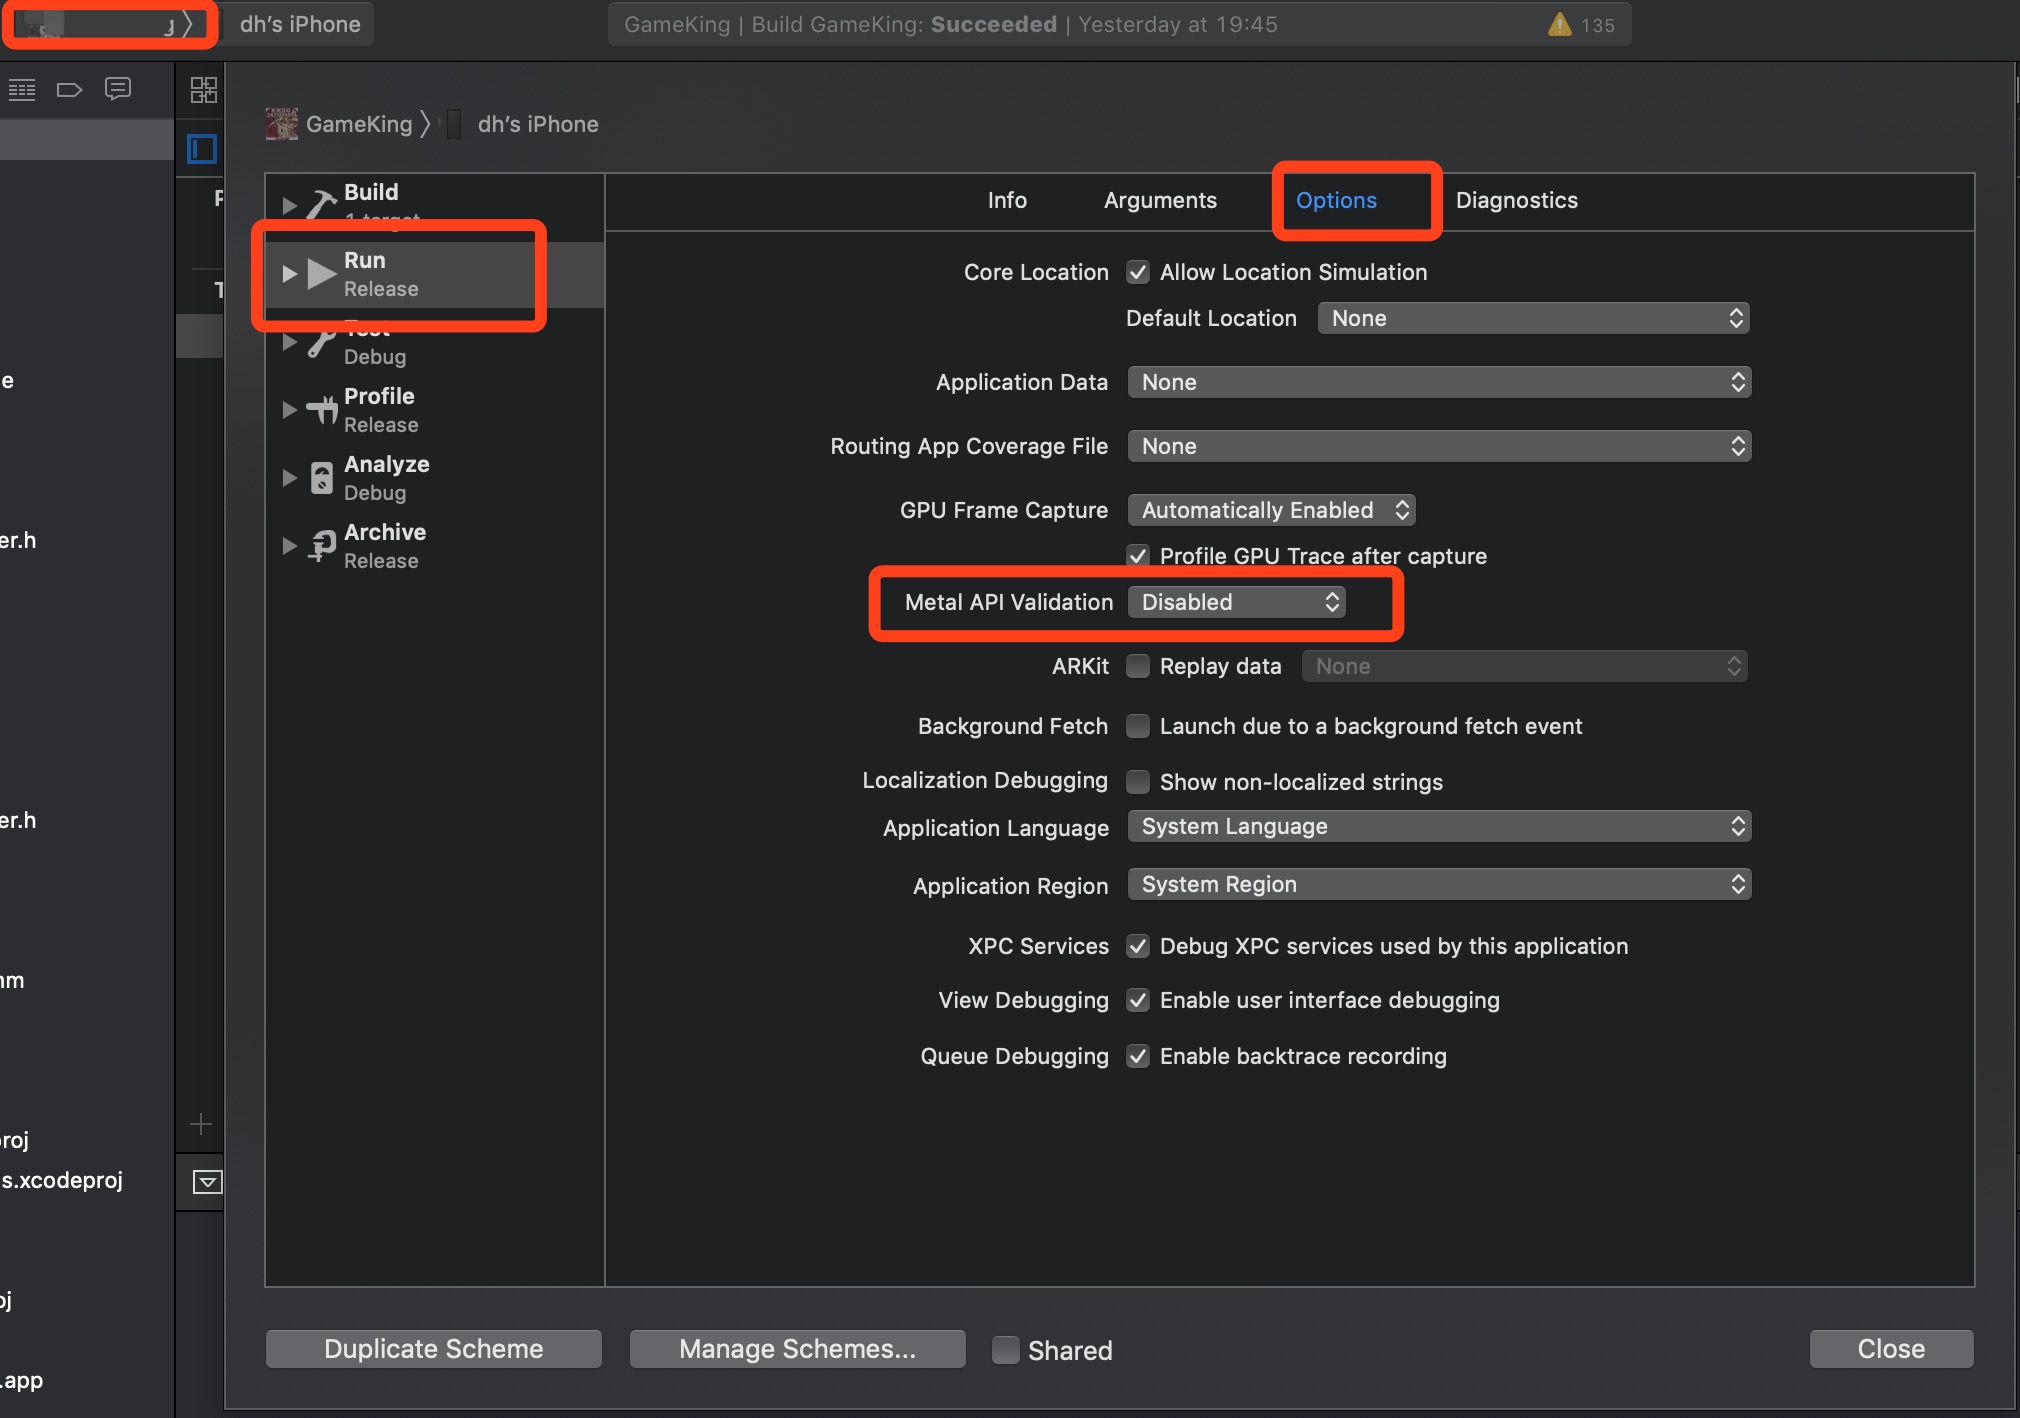 dh's iPhone
GameKing | Build GameKing: Succeeded | Yesterday at 19:45
135
GameKing
dh's iPhone
Build
1 target
Run
Release
Test
Debug
Profile
Release
Analyze
Debug
Archive
Release
Info
Arguments
Options
Diagnostics
Core Location
Allow Location Simulation
Default Location
None
Application Data
None
Routing App Coverage File
None
GPU Frame Capture
Automatically Enabled
Profile GPU Trace after capture
Metal API Validation
Disabled
ARKit
Replay data
None
Background Fetch
Launch due to a background fetch event
Localization Debugging
Show non-localized strings
Application Language
System Language
Application Region
System Region
XPC Services
Debug XPC services used by this application
View Debugging
Enable user interface debugging
Queue Debugging
Enable backtrace recording
Duplicate Scheme
Manage Schemes...
Shared
Close
e
er.h
er.h
roj
s.xcodeproj
.app